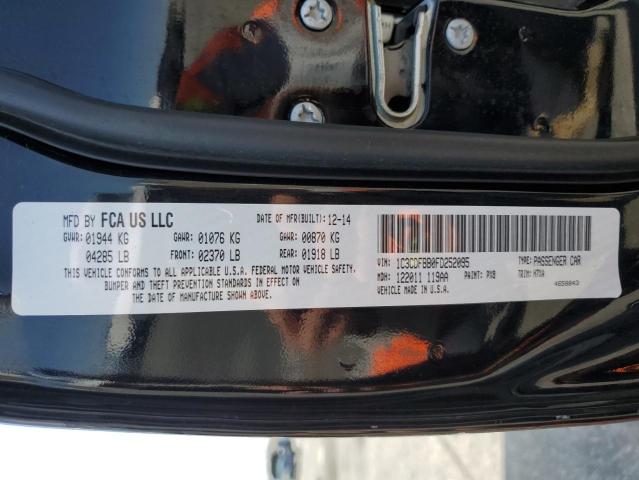 MFD BY FCA US LLC DATE OF MFR(BUILT): 12-14
GVWR: 01944 KG GAWR: 01076 KG GAWR: 00870 KG
04285 LB FRONT: 02370 LB REAR: 01918 LB
THIS VEHICLE CONFORMS TO ALL APPLICABLE FEDERAL MOTOR VEHICLE SAFETY,
BUMPER AND THEFT PREVENTION STANDARDS IN EFFECT ON
THE DATE OF MANUFACTURE SHOWN ABOVE.
VIN: 1C3CDFBB0FD252095 TYPE: PASSENGER CAR
MDH: 122011 119AA PAINT: PX8 TRIM: H7XA
VEHICLE MADE IN U.S.A. 4658843